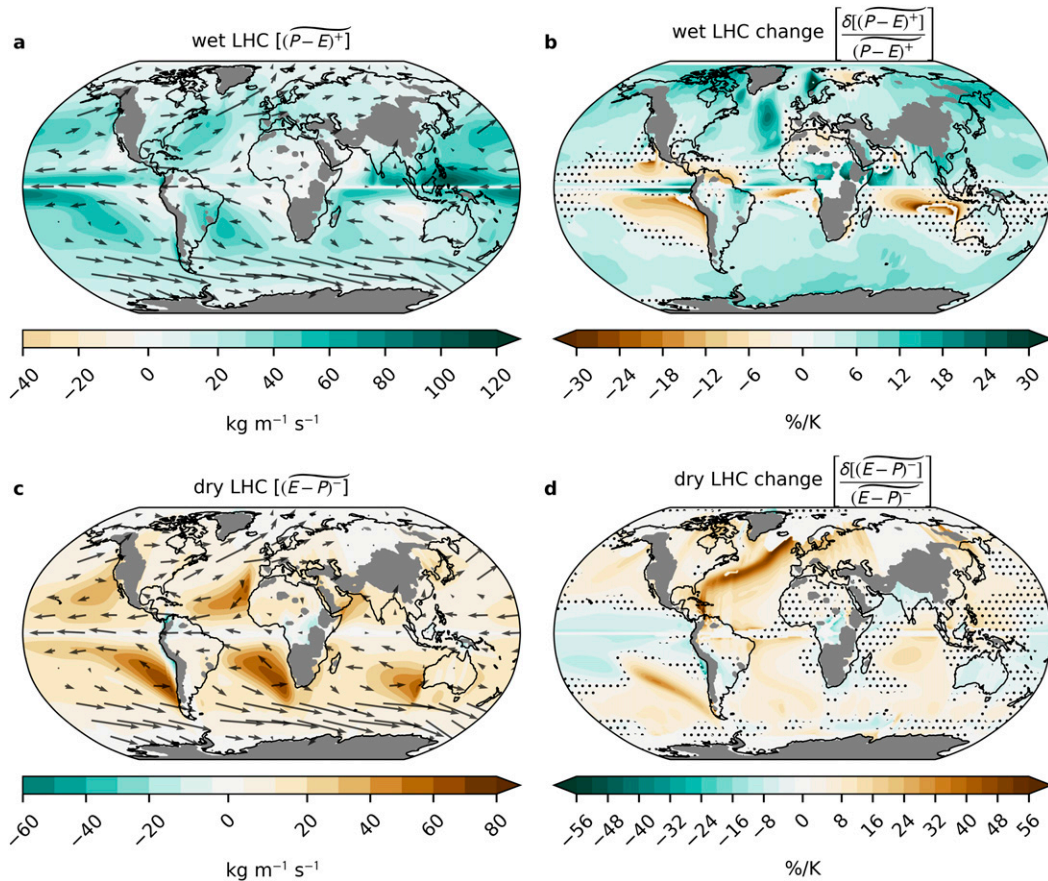 a
wet LHC [(P − E)⁺]
b
wet LHC change [δ[(P − E)⁺] / (P − E)⁺]
−40 −20 0 20 40 60 80 100 120
kg m⁻¹ s⁻¹
−30 −24 −18 −12 −6 0 6 12 18 24 30
%/K
c
dry LHC [(E − P)⁻]
d
dry LHC change [δ[(E − P)⁻] / (E − P)⁻]
−60 −40 −20 0 20 40 60 80
kg m⁻¹ s⁻¹
−56 −48 −40 −32 −24 −16 −8 0 8 16 24 32 40 48 56
%/K